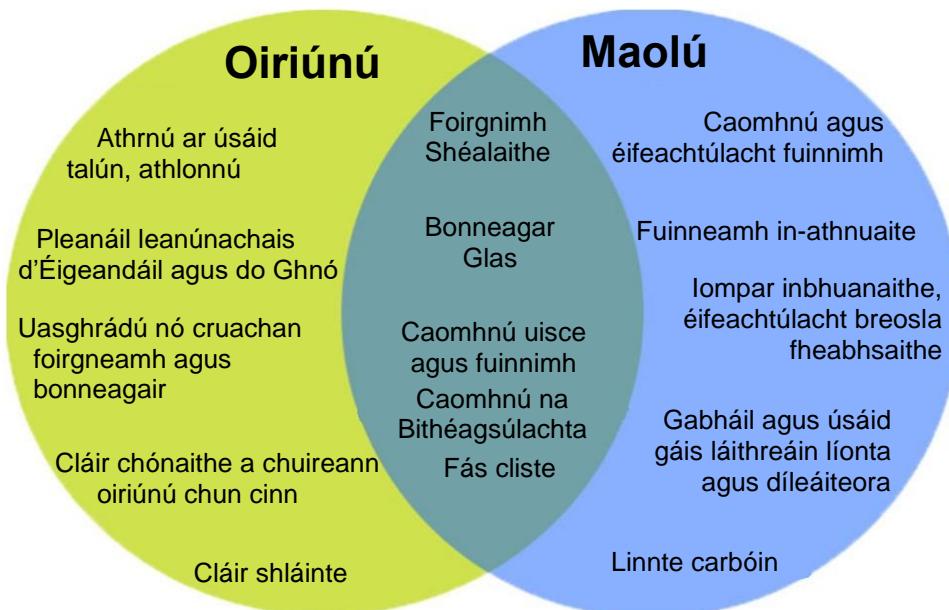 Oiriúnú
Athrnú ar úsáid
talún, athlonnú
Pleanáil leanúnachais
d'Éigeandáil agus do Ghnó
Uasghrádú nó cruachan
foirgneamh agus
bonneagair
Cláir chónaithe a chuireann
oiriúnú chun cinn
Cláir shláinte
Foirgnimh
Shéalaithe
Bonneagar
Glas
Caomhnú uisce
agus fuinnimh
Caomhnú na
Bithéagsúlachta
Fás cliste
Maolú
Caomhnú agus
éifeachtúlacht fuinnimh
Fuinneamh in-athnuaite
Iompar inbhuanaithe,
éifeachtúlacht breosla
fheabhsaithe
Gabháil agus úsáid
gáis láithreáin líonta
agus díleáiteora
Linnte carbóin